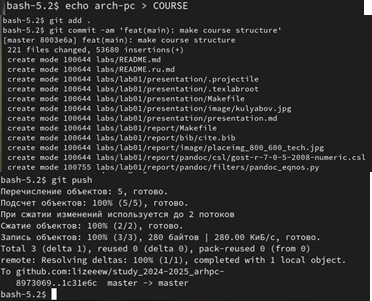 bash-5.2$ echo arch-pc > COURSE
bash-5.2$ git add .
bash-5.2$ git commit -am 'feat(main): make course structure'
[master 8003e6a] feat(main): make course structure
 221 files changed, 53680 insertions(+)
 create mode 100644 labs/README.md
 create mode 100644 labs/README.ru.md
 create mode 100644 labs/lab01/presentation/.projectile
 create mode 100644 labs/lab01/presentation/.texlabroot
 create mode 100644 labs/lab01/presentation/Makefile
 create mode 100644 labs/lab01/presentation/image/kulyabov.jpg
 create mode 100644 labs/lab01/presentation/presentation.md
 create mode 100644 labs/lab01/report/Makefile
 create mode 100644 labs/lab01/report/bib/cite.bib
 create mode 100644 labs/lab01/report/image/placeimg_800_600_tech.jpg
 create mode 100644 labs/lab01/report/pandoc/csl/gost-r-7-0-5-2008-numeric.csl
 create mode 100755 labs/lab01/report/pandoc/filters/pandoc_eqnos.py
bash-5.2$ git push
Перечисление объектов: 5, готово.
Подсчет объектов: 100% (5/5), готово.
При сжатии изменений используется до 2 потоков
Сжатие объектов: 100% (2/2), готово.
Запись объектов: 100% (3/3), 280 байтов | 280.00 КиБ/с, готово.
Total 3 (delta 1), reused 0 (delta 0), pack-reused 0 (from 0)
remote: Resolving deltas: 100% (1/1), completed with 1 local object.
To github.com:lizeeew/study_2024-2025_arhpc-
   8973069..1c31e6c  master -> master
bash-5.2$